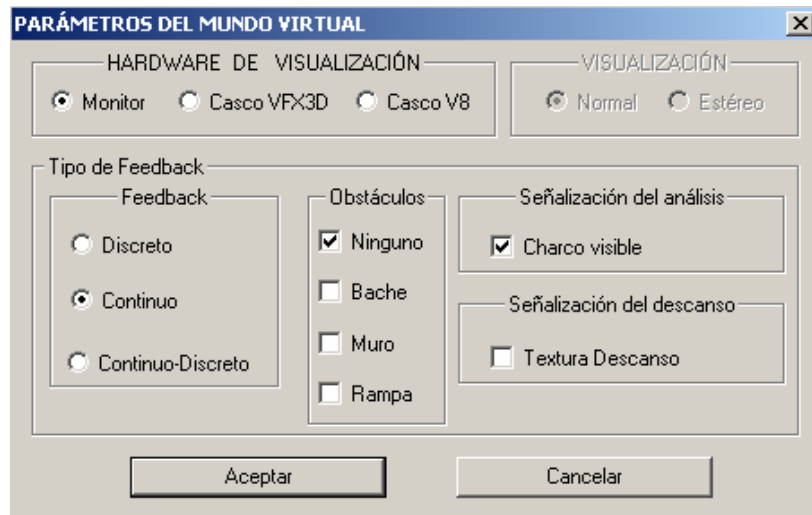 PARÁMETROS DEL MUNDO VIRTUAL
HARDWARE DE VISUALIZACIÓN
Monitor Casco VFX3D Casco V8
VISUALIZACIÓN
Normal Estéreo
Tipo de Feedback
Feedback
Discreto
Continuo
Continuo-Discreto
Obstáculos
Ninguno
Bache
Muro
Rampa
Señalización del análisis
Charco visible
Señalización del descanso
Textura Descanso
Aceptar
Cancelar